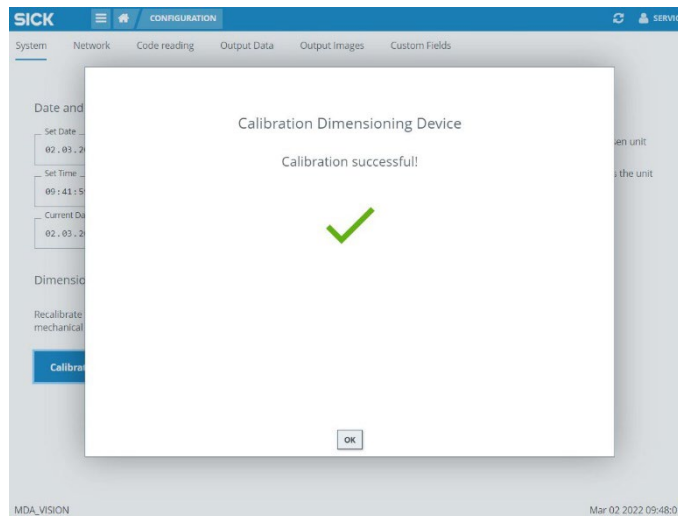 SICK CONFIGURATION SERVIC
System Network Code reading Output Data Output Images Custom Fields
Calibration Dimensioning Device
Calibration successful!
Date and
Set Date
02.03.2
en unit
Set Time
s the unit
09:41:5
Current Da
02.03.2
Dimensio
Recalibrate
mechanical
Calibra
OK
MDA_VISION Mar 02 2022 09:48:0